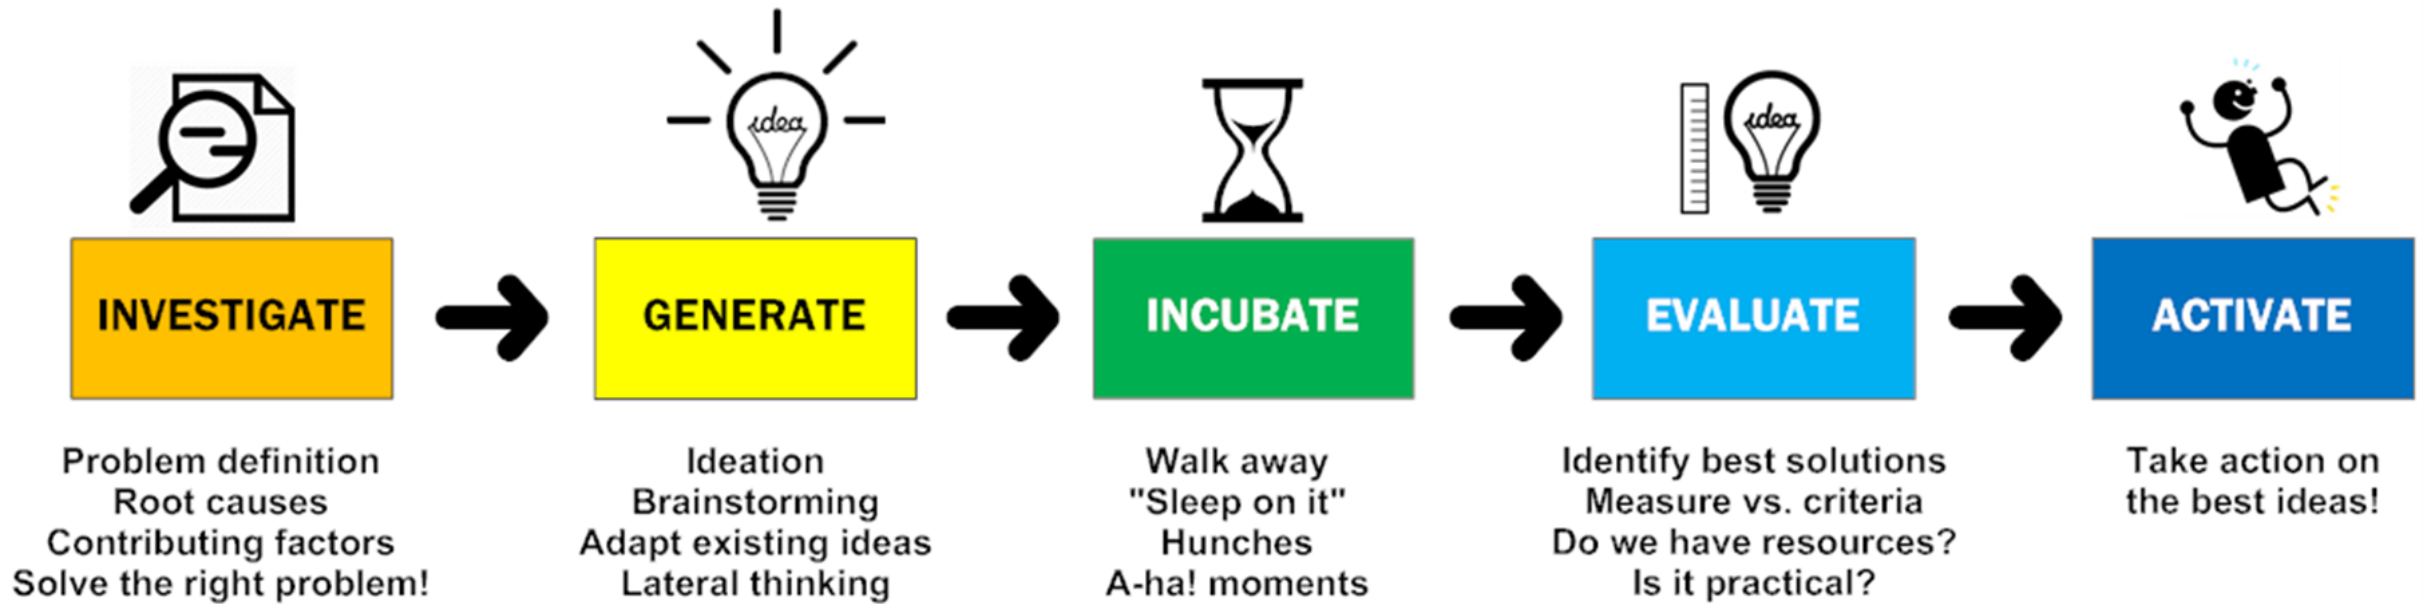 idea
idea
INVESTIGATE
GENERATE
INCUBATE
EVALUATE
ACTIVATE
Problem definition
Root causes
Contributing factors
Solve the right problem!
Ideation
Brainstorming
Adapt existing ideas
Lateral thinking
Walk away
"Sleep on it"
Hunches
A-ha! moments
Identify best solutions
Measure vs. criteria
Do we have resources?
Is it practical?
Take action on
the best ideas!